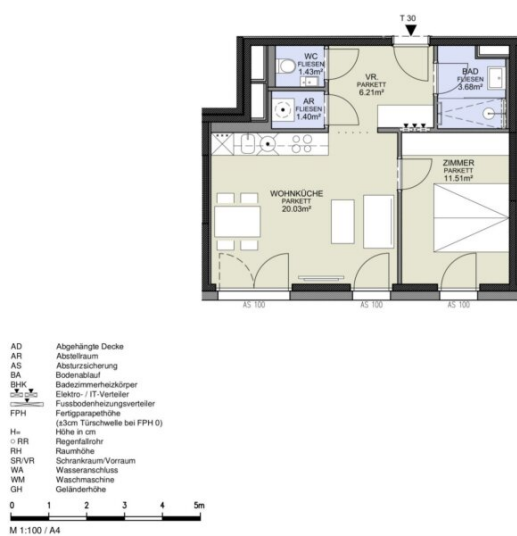 T 30
WC
FLIESEN
1.43m²
VR.
PARKETT
6.21m²
BAD
FLIESEN
3.68m²
AR
FLIESEN
1.40m²
ZIMMER
PARKETT
11.51m²
WOHNKÜCHE
PARKETT
20.03m²
AS 100
AS 100
AS 100
AD Abgehängte Decke
AR Abstellraum
AS Absturzsicherung
BA Bodenablauf
BHK Badezimmerheizkörper
Elektro- / IT-Verteiler
Fussbodenheizungsverteiler
FPH Fertigparapethöhe
(±3cm Türschwelle bei FPH 0)
H= Höhe in cm
○ RR Regenfallrohr
RH Raumhöhe
SR/VR Schrankraum/Vorraum
WA Wasseranschluss
WM Waschmaschine
GH Geländerhöhe
0 1 2 3 4 5m
M 1:100 / A4